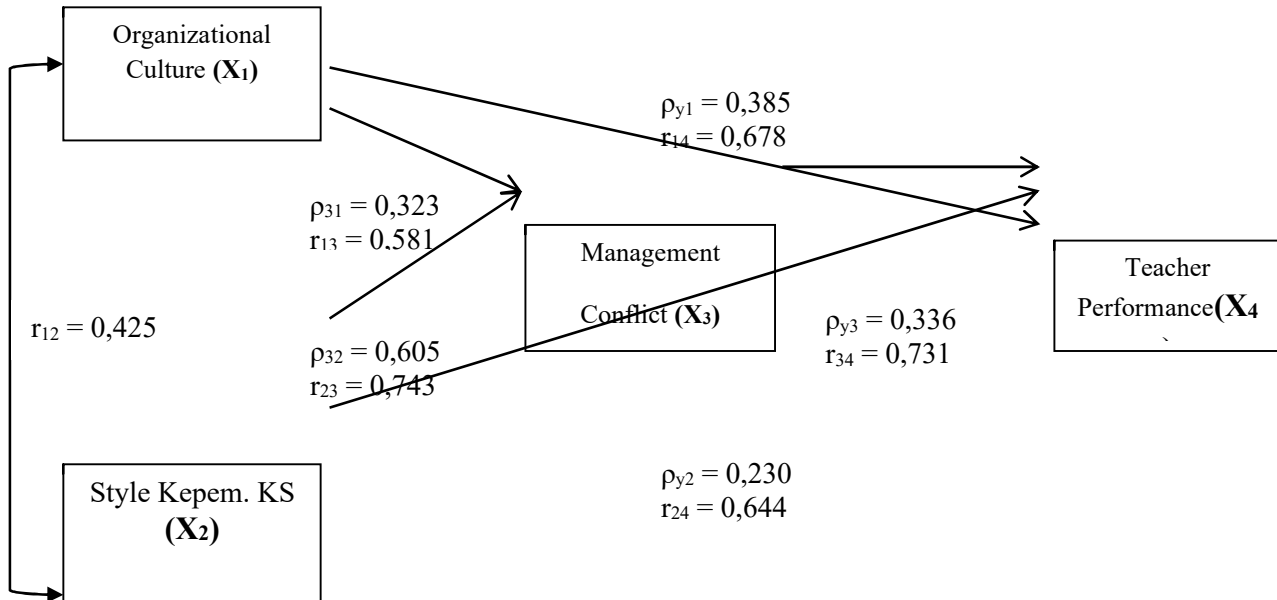 Organizational
Culture (X₁)
ρy1 = 0,385
r₁₄ = 0,678
ρ₃₁ = 0,323
r₁₃ = 0,581
Management
Conflict (X₃)
Teacher
Performance(X₄
r₁₂ = 0,425
ρy3 = 0,336
r₃₄ = 0,731
ρ₃₂ = 0,605
r₂₃ = 0,743
Style Kepem. KS
(X₂)
ρy2 = 0,230
r₂₄ = 0,644